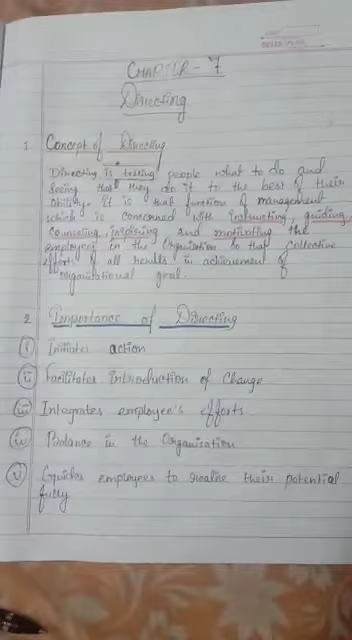 CHAPTER - 7
Directing
1. Concept of Directing
Directing is telling people what to do and
seeing that they do it to the best of their
ability. It is that function of management
which is concerned with instructing, guiding,
counseling, inspiring and motivating the
employees in the Organisation so that collective
efforts of all results in achievement of
organisational goal.
2. Importance of Directing
(i) Initiates action
(ii) Facilitates introduction of Change
(iii) Integrates employee's efforts
(iv) Balance in the Organisation
(v) Guides employees to realise their potential
fully